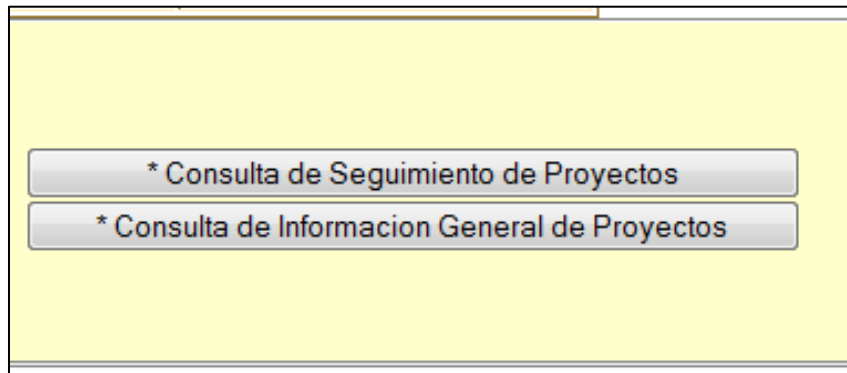 * Consulta de Seguimiento de Proyectos
* Consulta de Informacion General de Proyectos